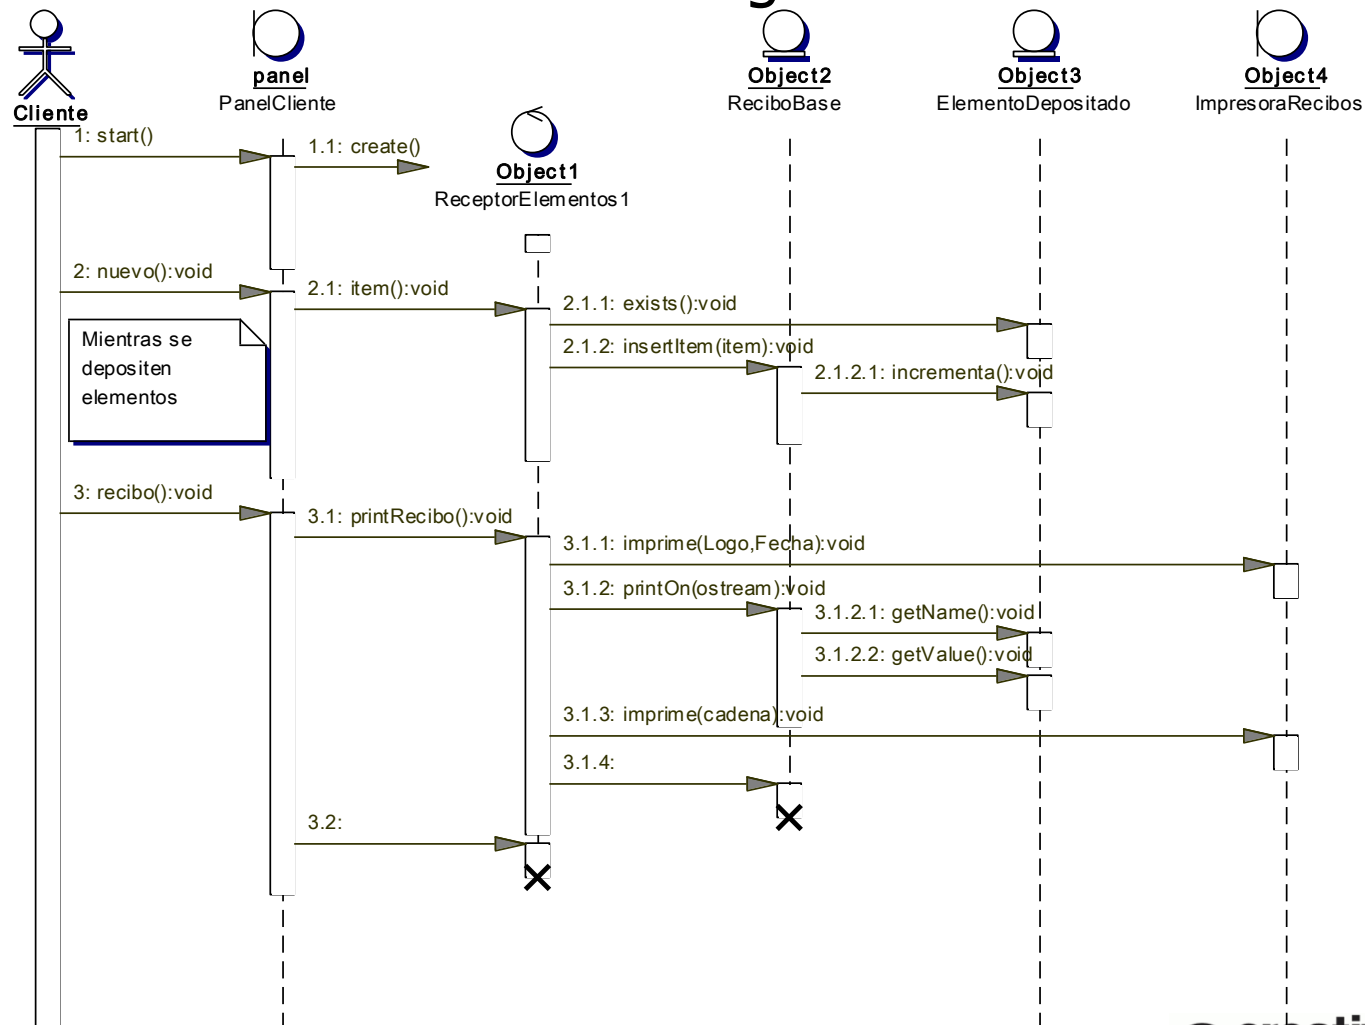 Cliente
panel
PanelCliente
Object1
ReceptorElementos1
Object2
ReciboBase
Object3
ElementoDepositado
Object4
ImpresoraRecibos
1: start()
1.1: create()
2: nuevo():void
2.1: item():void
2.1.1: exists():void
2.1.2: insertItem(item):void
2.1.2.1: incrementa():void
Mientras se
depositen
elementos
3: recibo():void
3.1: printRecibo():void
3.1.1: imprime(Logo,Fecha):void
3.1.2: printOn(ostream):void
3.1.2.1: getName():void
3.1.2.2: getValue():void
3.1.3: imprime(cadena):void
3.1.4:
3.2: